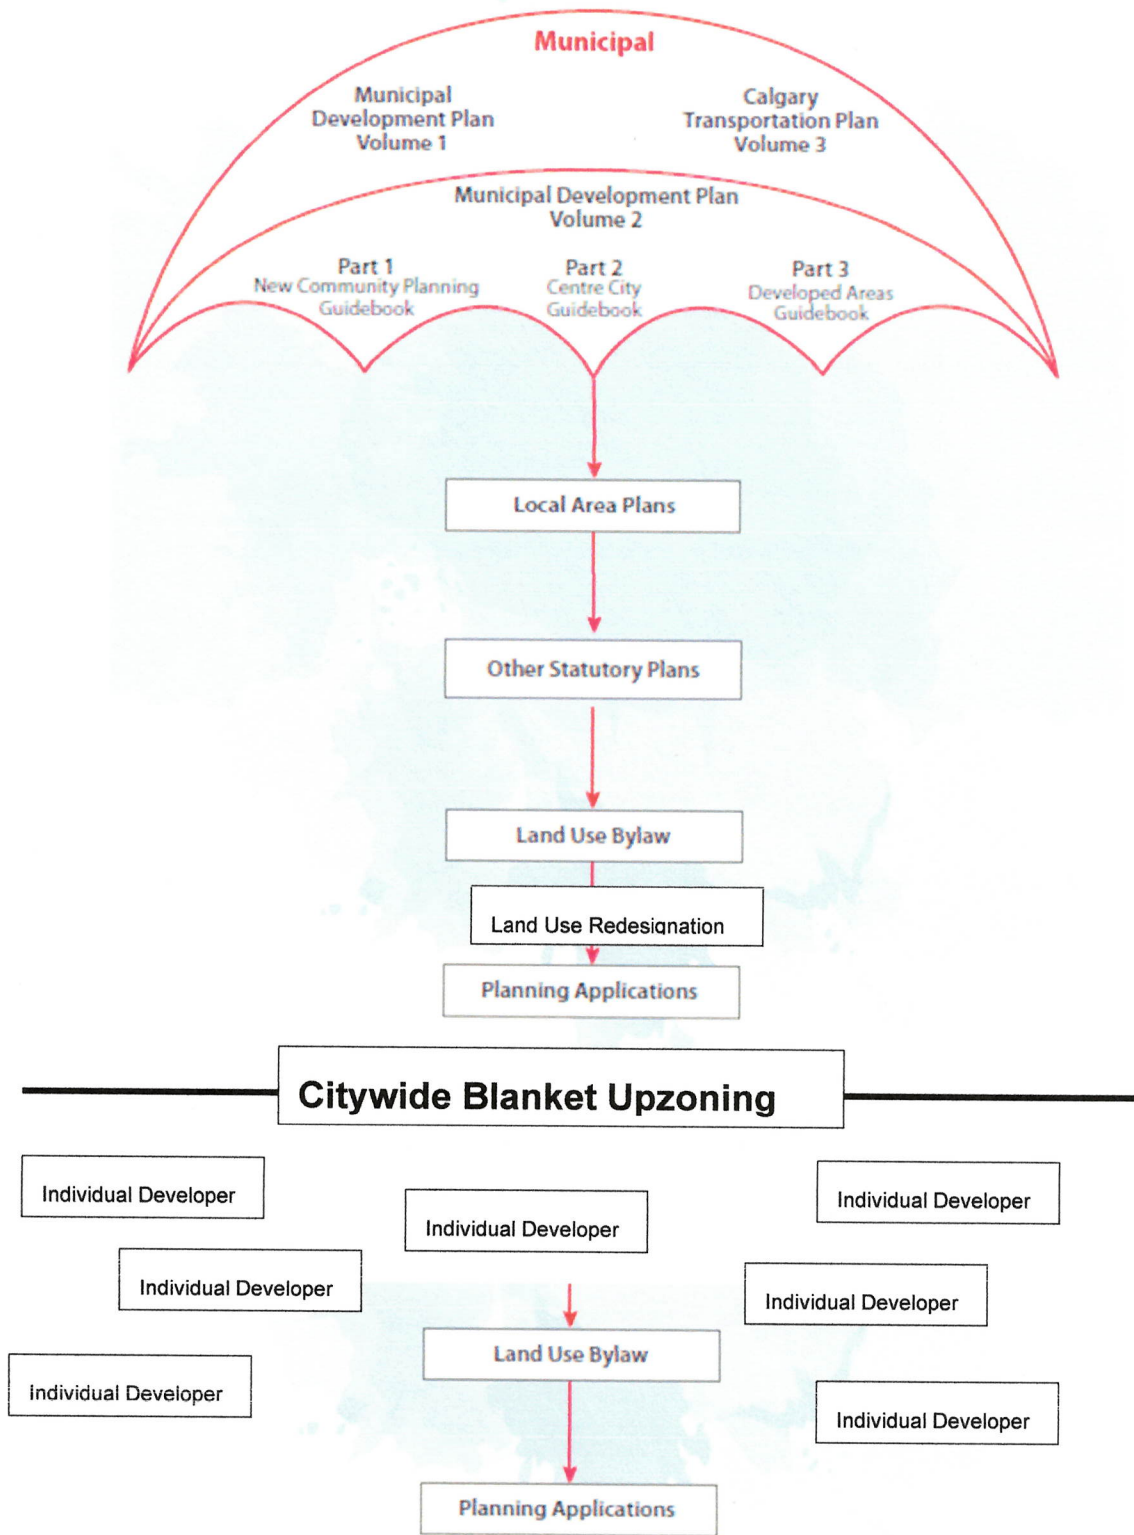 Municipal
Municipal
Development Plan
Volume 1
Calgary
Transportation Plan
Volume 3
Municipal Development Plan
Volume 2
Part 1
New Community Planning
Guidebook
Part 2
Centre City
Guidebook
Part 3
Developed Areas
Guidebook
Local Area Plans
Other Statutory Plans
Land Use Bylaw
Land Use Redesignation
Planning Applications
Citywide Blanket Upzoning
Individual Developer
Individual Developer
Individual Developer
Individual Developer
Individual Developer
Land Use Bylaw
Individual Developer
Individual Developer
Planning Applications